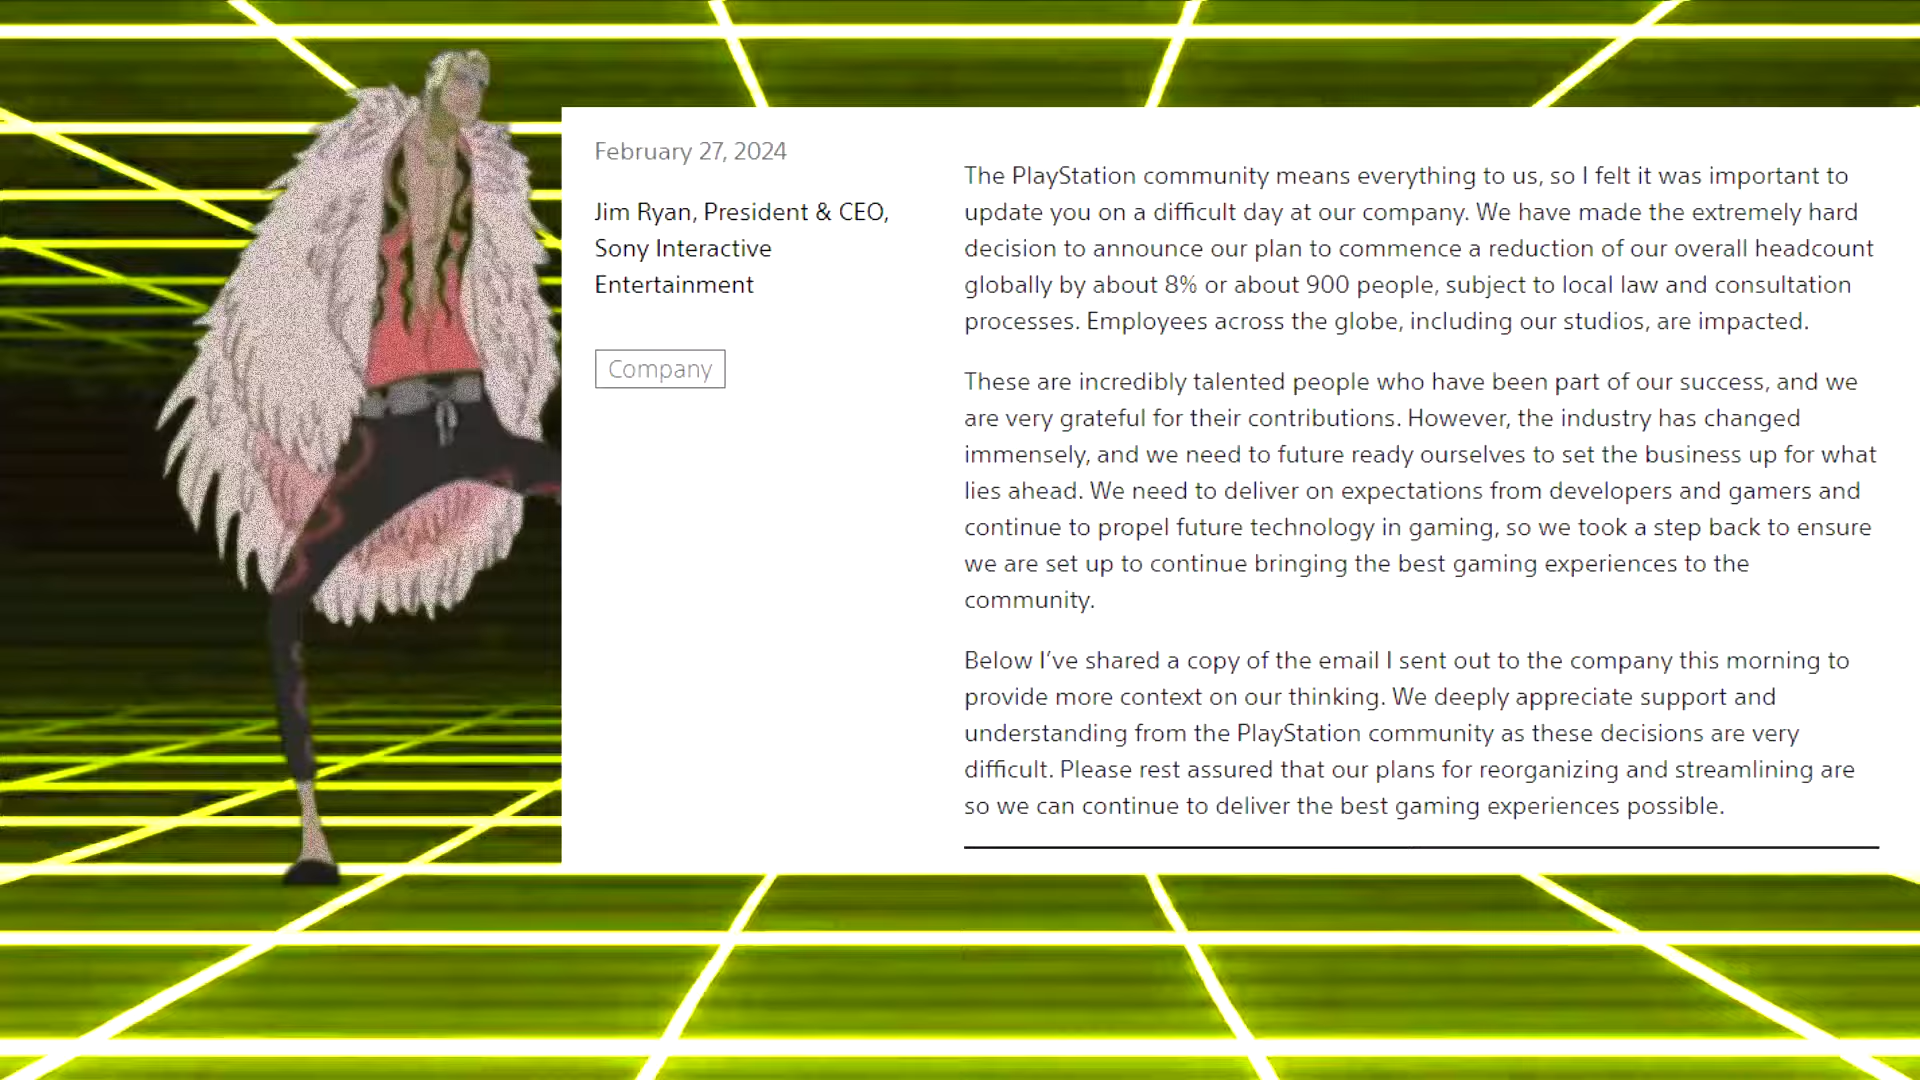 February 27, 2024
Jim Ryan, President & CEO,
Sony Interactive
Entertainment
Company
The PlayStation community means everything to us, so I felt it was important to
update you on a difficult day at our company. We have made the extremely hard
decision to announce our plan to commence a reduction of our overall headcount
globally by about 8% or about 900 people, subject to local law and consultation
processes. Employees across the globe, including our studios, are impacted.
These are incredibly talented people who have been part of our success, and we
are very grateful for their contributions. However, the industry has changed
immensely, and we need to future ready ourselves to set the business up for what
lies ahead. We need to deliver on expectations from developers and gamers and
continue to propel future technology in gaming, so we took a step back to ensure
we are set up to continue bringing the best gaming experiences to the
community.
Below I’ve shared a copy of the email I sent out to the company this morning to
provide more context on our thinking. We deeply appreciate support and
understanding from the PlayStation community as these decisions are very
difficult. Please rest assured that our plans for reorganizing and streamlining are
so we can continue to deliver the best gaming experiences possible.